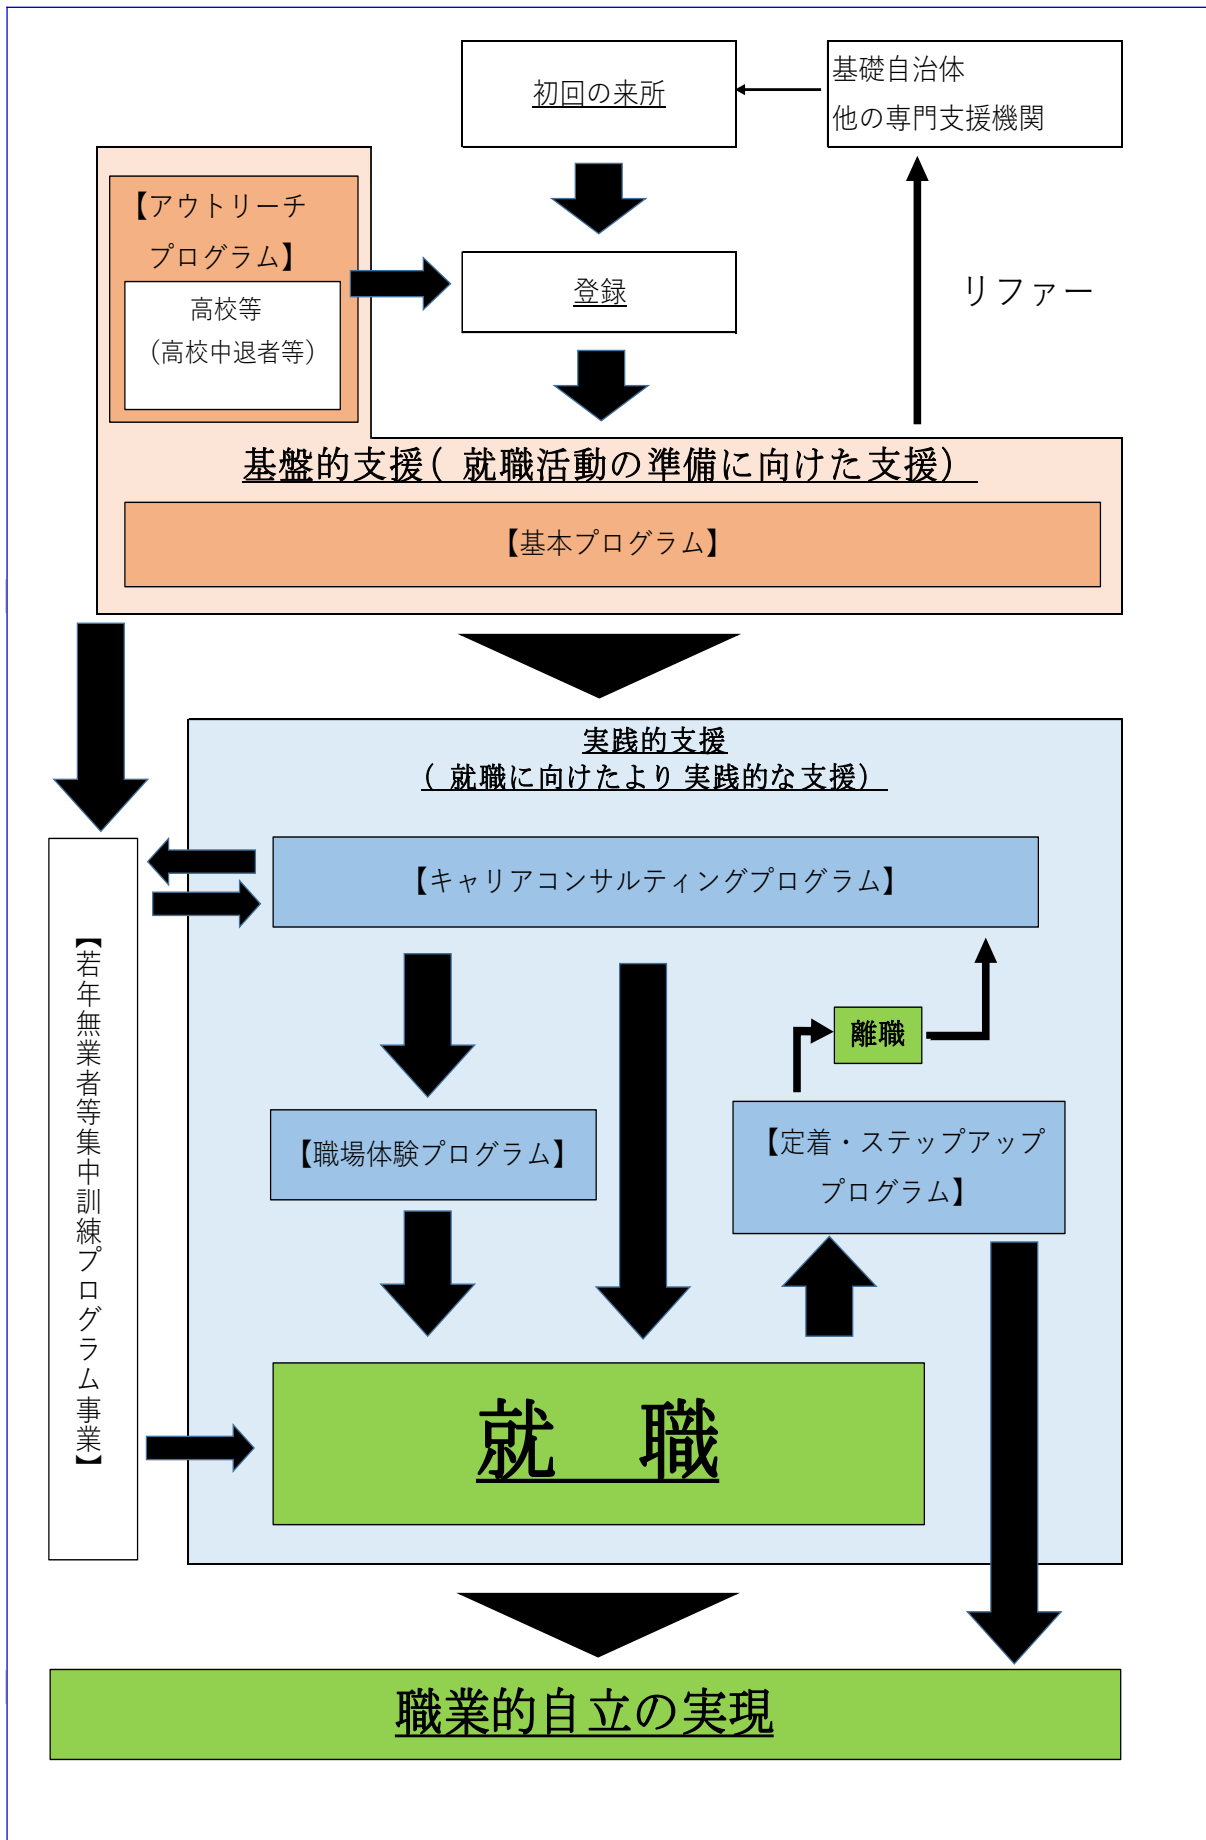 初回の来所
基礎自治体
他の専門支援機関
【アウトリーチ
プログラム】
高校等
（高校中退者等）
登録
リファー
基盤的支援( 就職活動の準備に向けた支援)
【基本プログラム】
実践的支援
( 就職に向けたより 実践的な支援)
【キャリアコンサルティングプログラム】
【若年無業者等集中訓練プログラム事業】
離職
【職場体験プログラム】
【定着・ステップアップ
プログラム】
就　職
職業的自立の実現